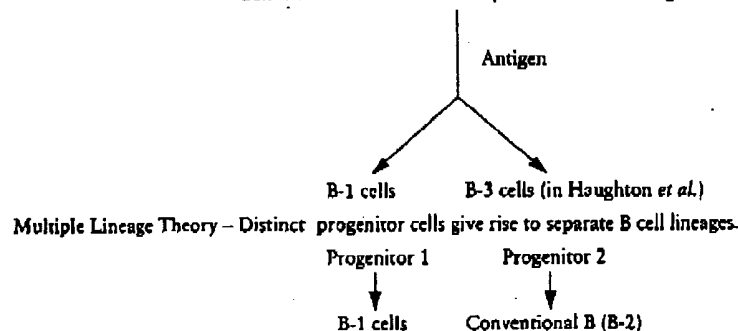 Antigen
B-1 cells B-3 cells (in Haughton et al.)
Multiple Lineage Theory – Distinct progenitor cells give rise to separate B cell lineages.
Progenitor 1 Progenitor 2
B-1 cells Conventional B (B-2)